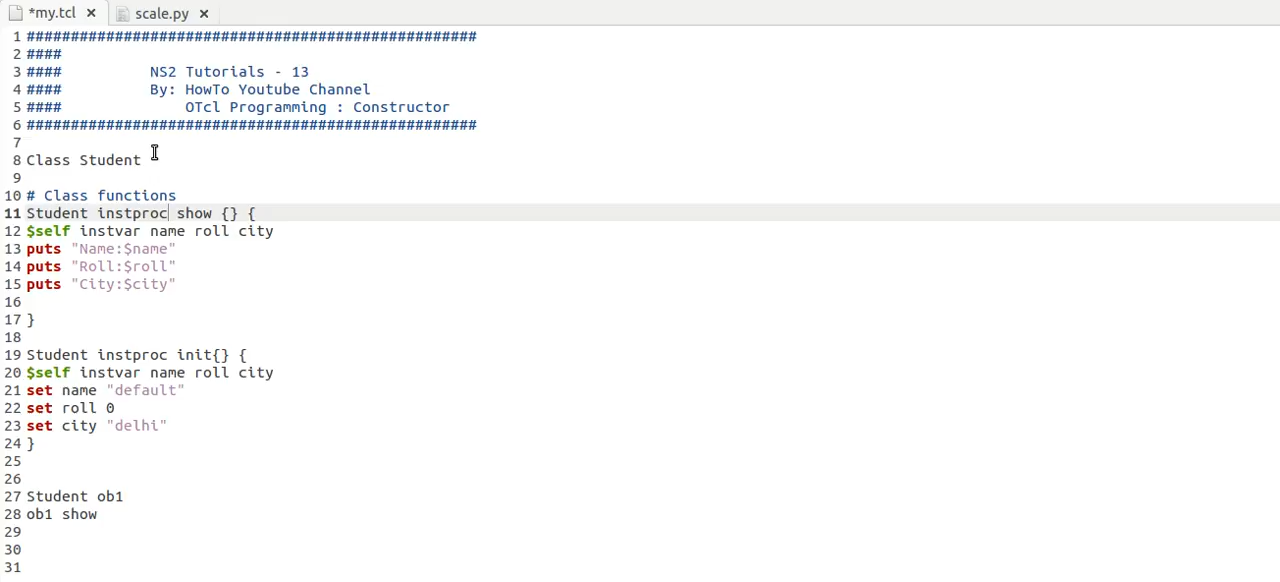 *my.tcl × scale.py ×
1 ###################################################
2 ####
3 #### NS2 Tutorials - 13
4 #### By: HowTo Youtube Channel
5 #### OTcl Programming : Constructor
6 ###################################################
7
8 Class Student
9
10 # Class functions
11 Student instproc show {} {
12 $self instvar name roll city
13 puts "Name:$name"
14 puts "Roll:$roll"
15 puts "City:$city"
16
17 }
18
19 Student instproc init{} {
20 $self instvar name roll city
21 set name "default"
22 set roll 0
23 set city "delhi"
24 }
25
26
27 Student ob1
28 ob1 show
29
30
31